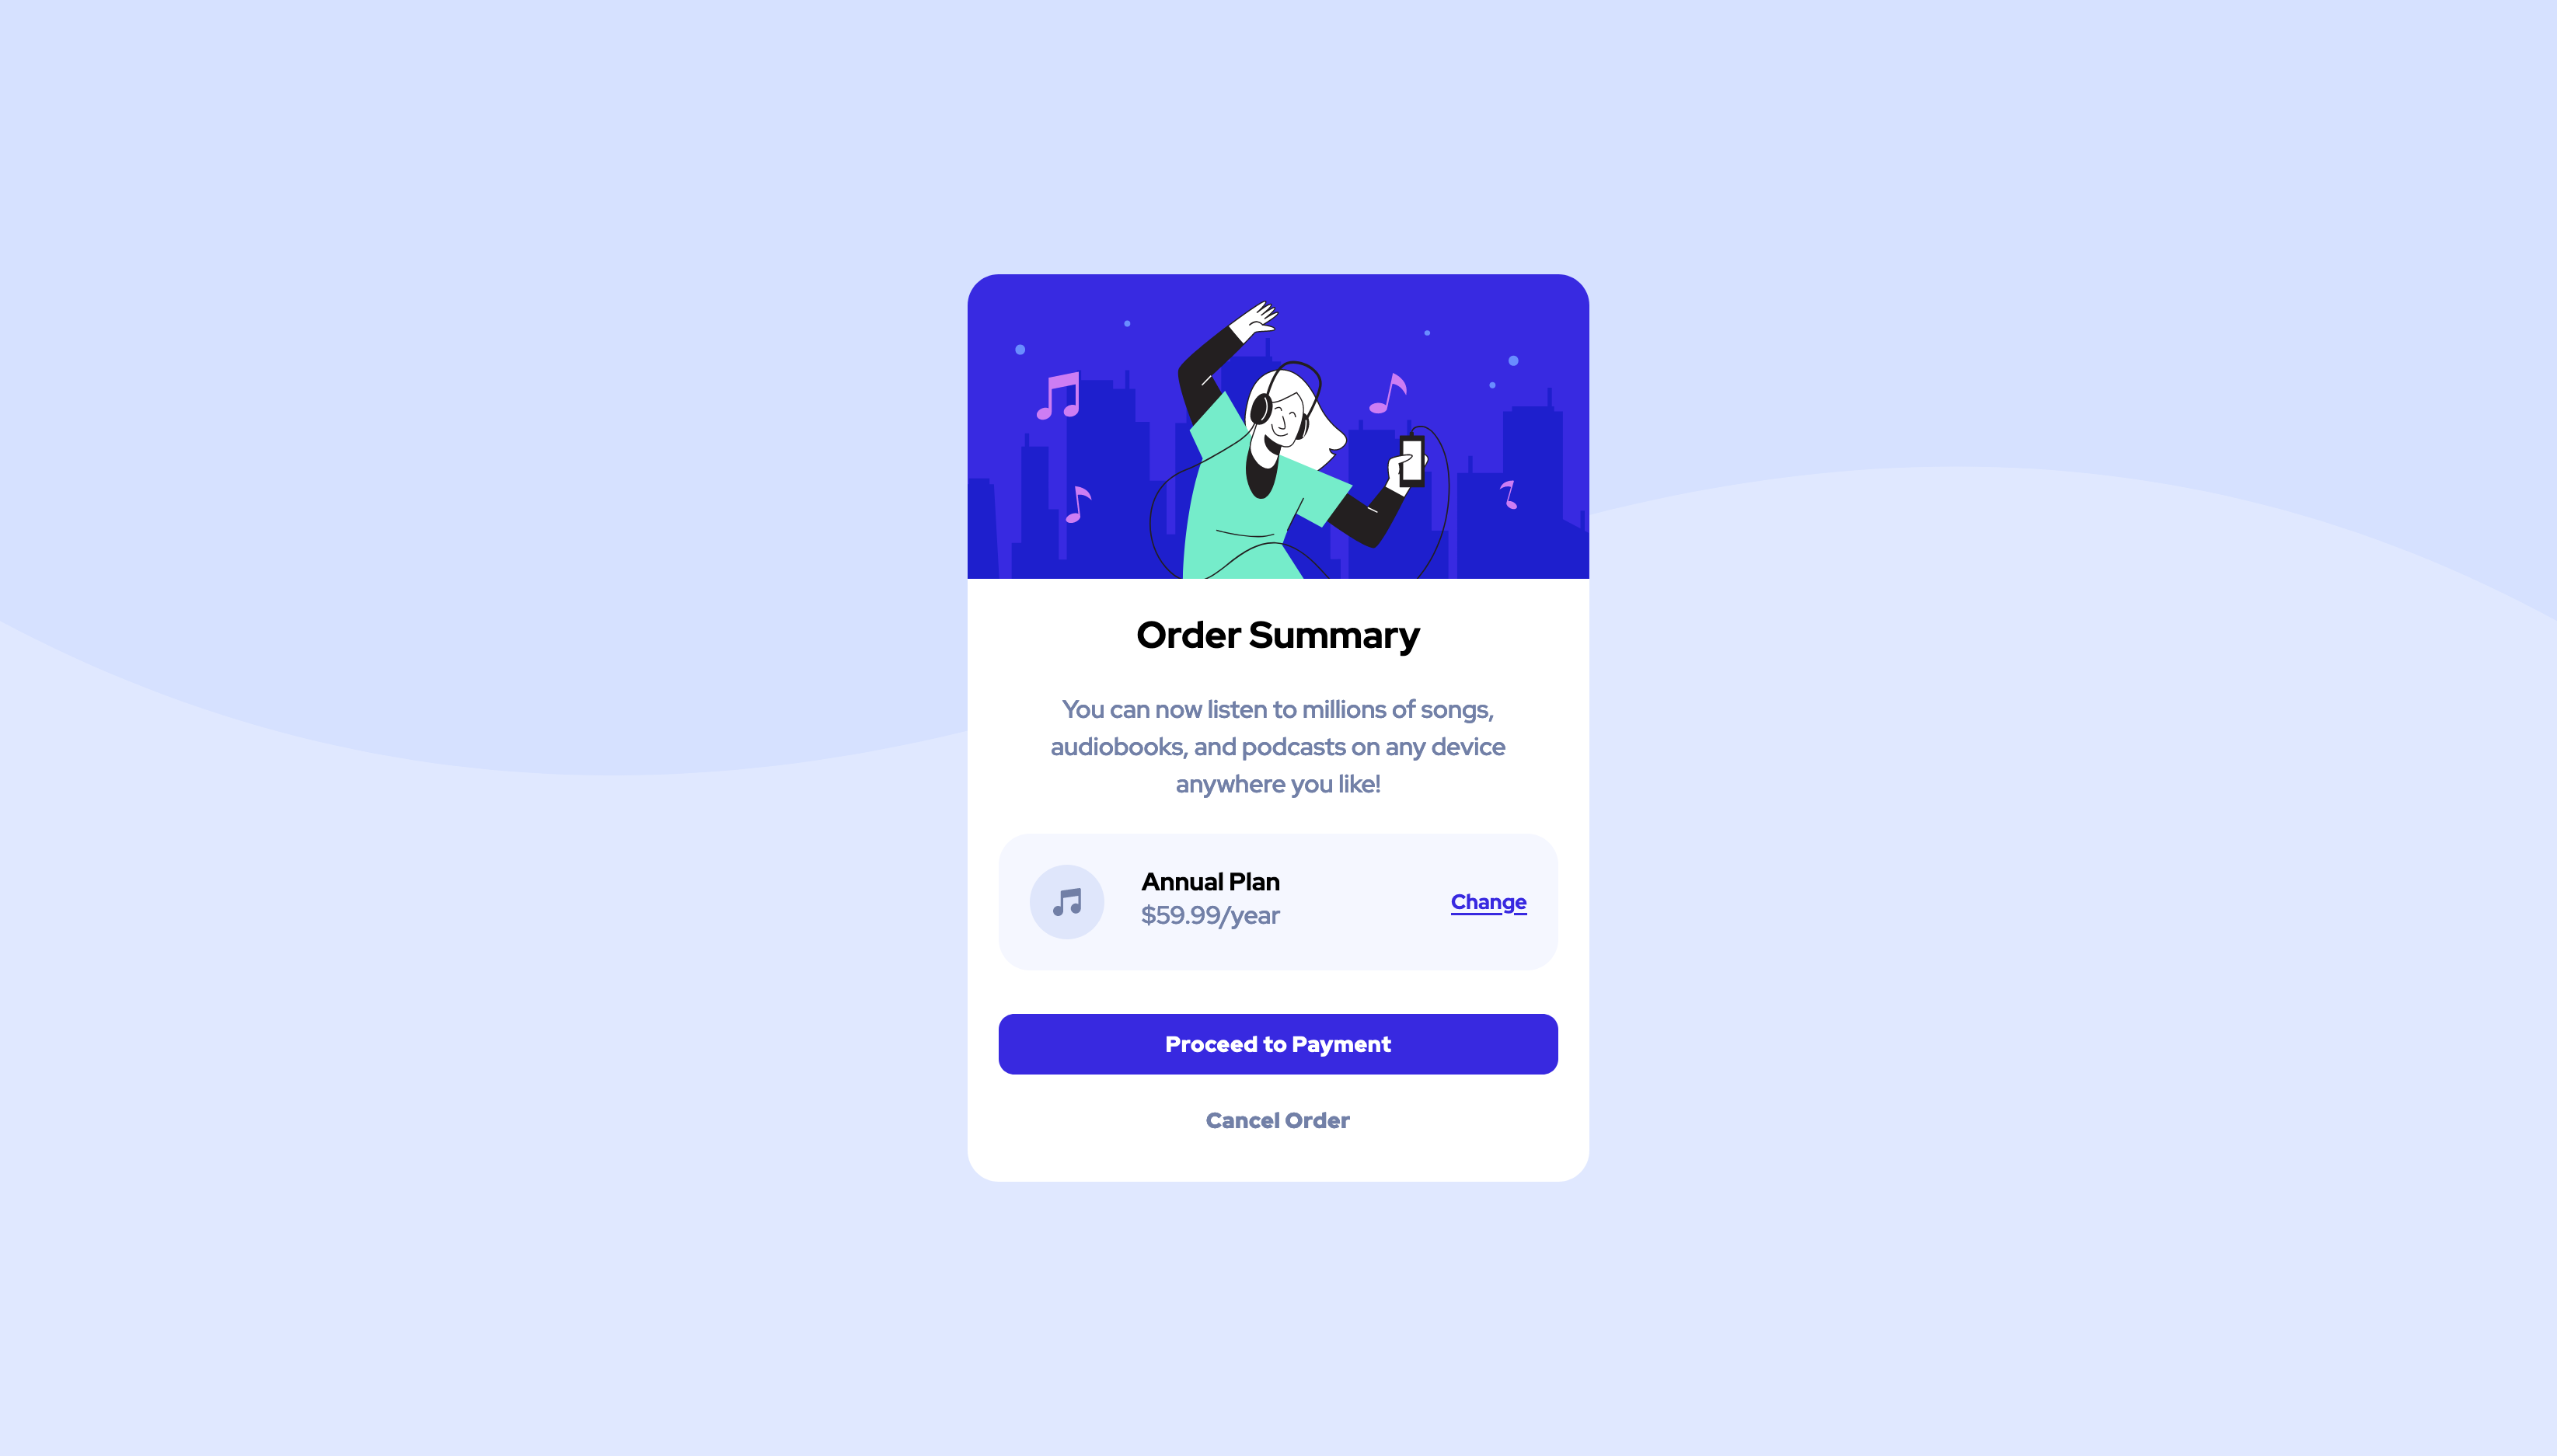 Order Summary
You can now listen to millions of songs,
audiobooks, and podcasts on any device
anywhere you like!
Annual Plan
$59.99/year
Change
Proceed to Payment
Cancel Order